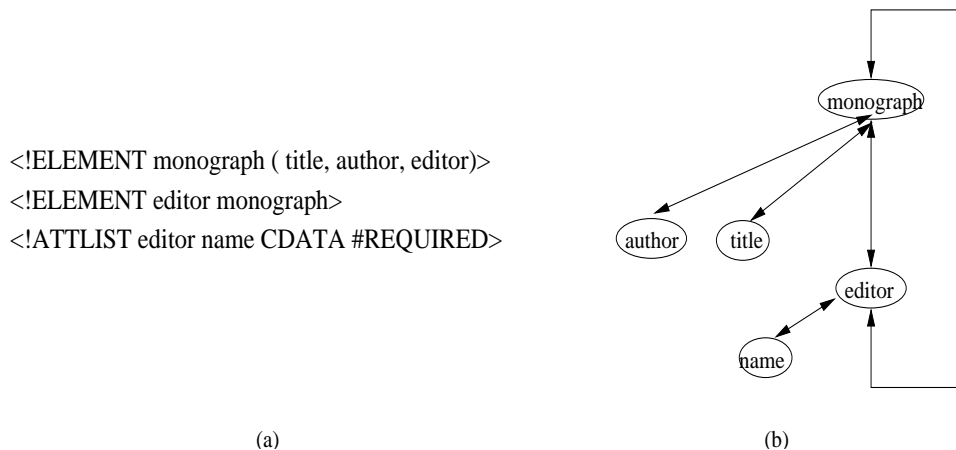 <!ELEMENT monograph ( title, author, editor)>
<!ELEMENT editor monograph>
<!ATTLIST editor name CDATA #REQUIRED>
(a)
monograph
author
title
editor
name
(b)